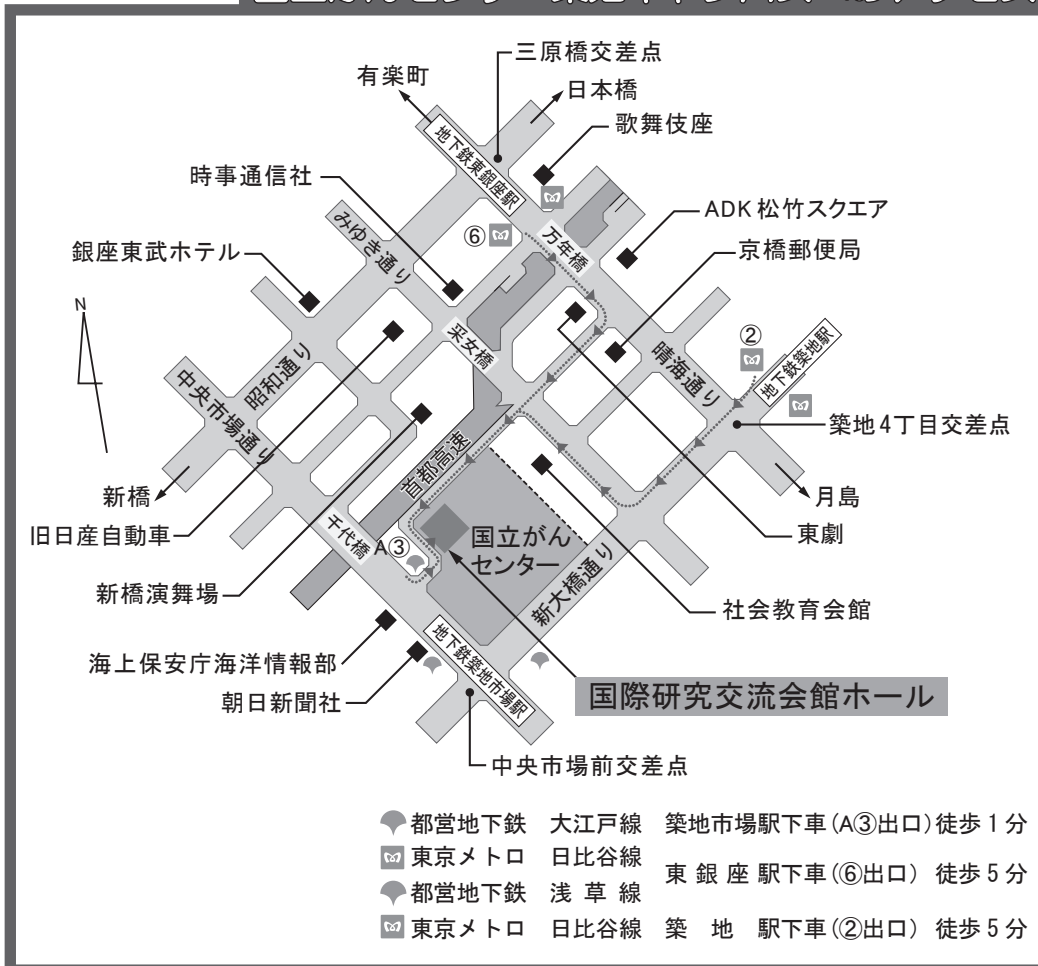 三原橋交差点
有楽町
日本橋
歌舞伎座
地下鉄東銀座駅
時事通信社
ADK 松竹スクエア
みゆき通り
⑥
万年橋
京橋郵便局
銀座東武ホテル
N
采女橋
②
地下鉄築地駅
昭和通り
晴海通り
中央市場通り
築地4丁目交差点
首都高速
新橋
月島
旧日産自動車
千代橋
A③
国立がん
センター
東劇
新橋演舞場
新大橋通り
社会教育会館
海上保安庁海洋情報部
地下鉄築地市場駅
朝日新聞社
国際研究交流会館ホール
中央市場前交差点
都営地下鉄 大江戸線 築地市場駅下車(A③出口)徒歩1分
東京メトロ 日比谷線
東銀座駅下車(⑥出口) 徒歩5分
都営地下鉄 浅草線
東京メトロ 日比谷線 築地駅下車(②出口) 徒歩5分